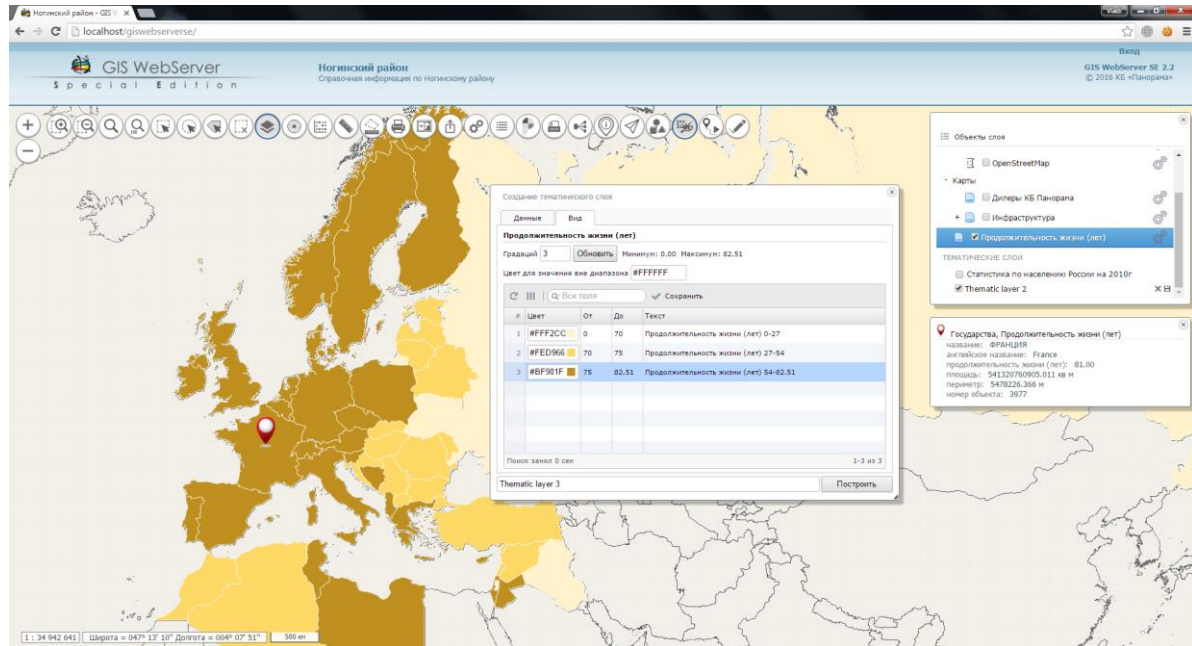 Ногинский район - GIS W
localhost/giswebserverse/
Вход
GIS WebServer
Special Edition
Ногинский район
Справочная информация по Ногинскому району
GIS WebServer SE 2.2
© 2016 КБ «Панорама»
Объекты слоя
OpenStreetMap
Карты
Дилеры КБ Панорама
Инфраструктура
Продолжительность жизни (лет)
ТЕМАТИЧЕСКИЕ СЛОИ
Статистика по населению России на 2010г
Thematic layer 2
Создание тематического слоя
Данные Вид
Продолжительность жизни (лет)
Градаций 3 Обновить Минимум: 0.00 Максимум: 82.51
Цвет для значения вне диапазона #FFFFFF
Все поля Сохранить
# Цвет От До Текст
1 #FFF2CC 0 70 Продолжительность жизни (лет) 0-27
2 #FED966 70 75 Продолжительность жизни (лет) 27-54
3 #BF901F 75 82.51 Продолжительность жизни (лет) 54-82.51
Поиск занял 0 сек 1-3 из 3
Thematic layer 3 Построить
Государства, Продолжительность жизни (лет)
название: ФРАНЦИЯ
английское название: France
продолжительность жизни (лет): 81.00
площадь: 541320760905.011 кв м
периметр: 5478226.366 м
номер объекта: 3977
1 : 34 942 641 Широта = 047° 13' 10" Долгота = 004° 07' 51" 500 км